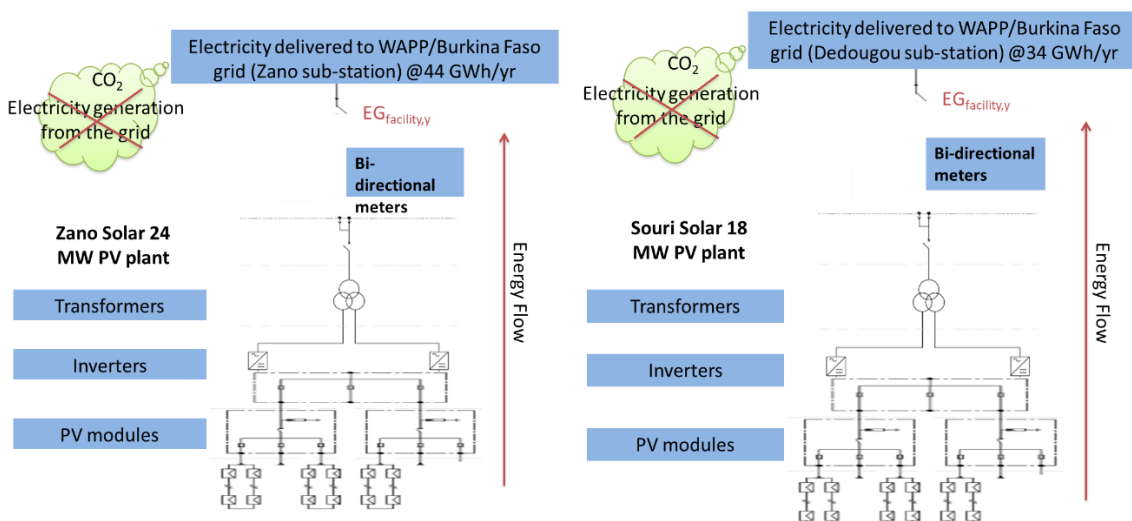 Electricity delivered to WAPP/Burkina Faso
grid (Zano sub-station) @44 GWh/yr
CO2
Electricity generation
from the grid
EGfacility,y
Bi-
directional
meters
Zano Solar 24
MW PV plant
Transformers
Inverters
PV modules
Energy Flow
Electricity delivered to WAPP/Burkina Faso
grid (Dedougou sub-station) @34 GWh/yr
CO2
Electricity generation
from the grid
EGfacility,y
Bi-directional
meters
Souri Solar 18
MW PV plant
Transformers
Inverters
PV modules
Energy Flow